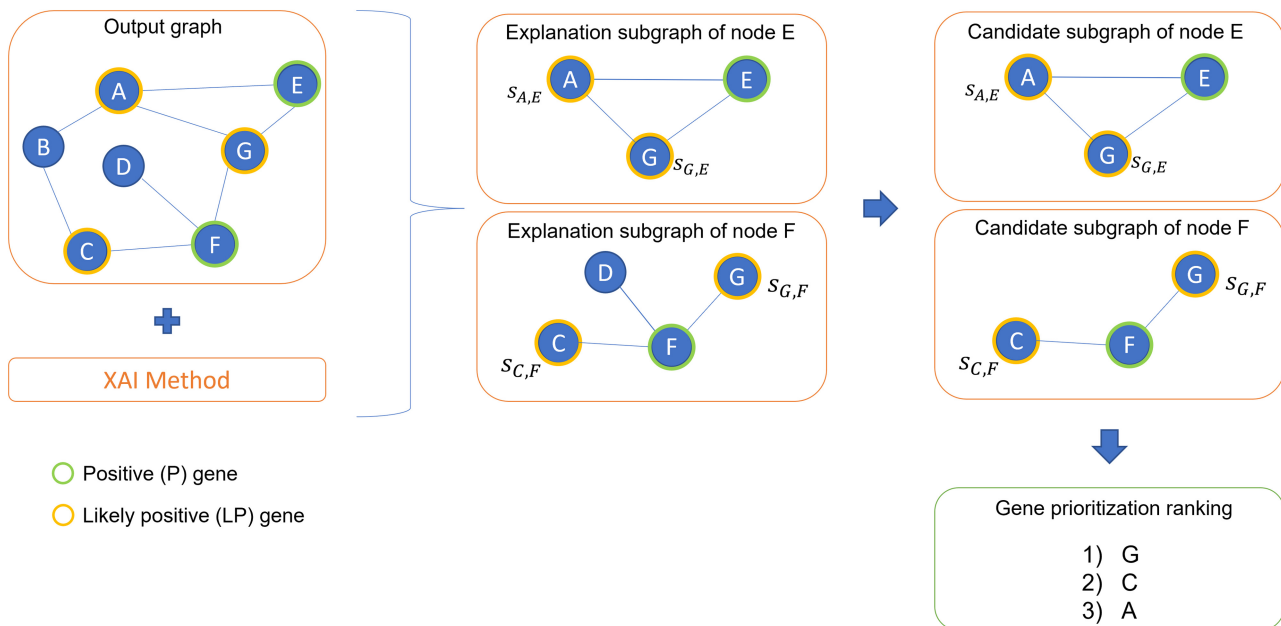 Output graph
A
E
B
D
G
C
F
XAI Method
Positive (P) gene
Likely positive (LP) gene
Explanation subgraph of node E
A
E
S_{A,E}
G
S_{G,E}
Explanation subgraph of node F
D
G
S_{G,F}
C
F
S_{C,F}
Candidate subgraph of node E
A
E
S_{A,E}
G
S_{G,E}
Candidate subgraph of node F
G
S_{G,F}
C
F
S_{C,F}
Gene prioritization ranking
1) G
2) C
3) A